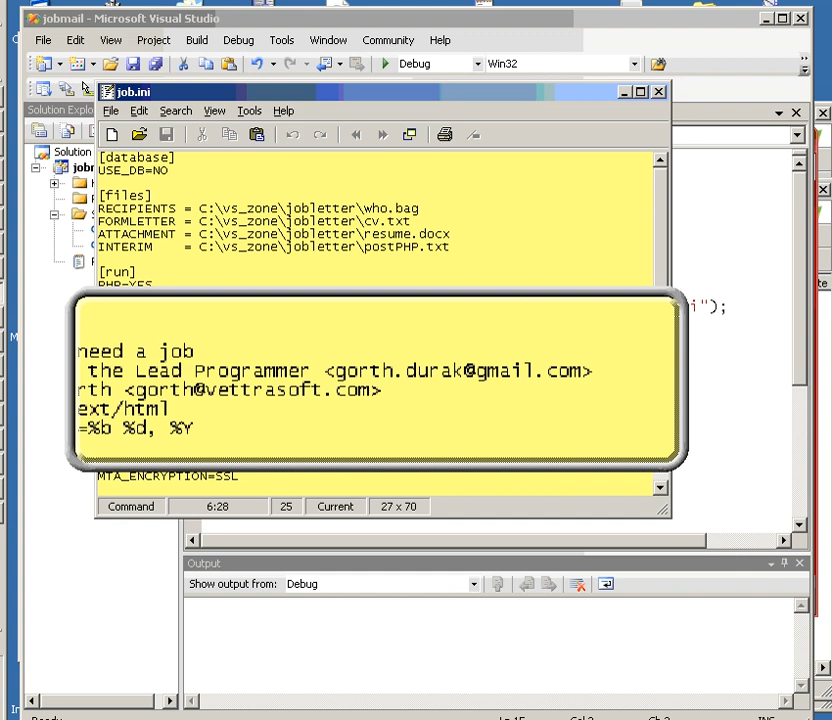 jobmail - Microsoft Visual Studio
File Edit View Project Build Debug Tools Window Community Help
Debug Win32
Solution Explo
job.ini
File Edit Search View Tools Help
Solution
[database]
USE_DB=NO
[files]
RECIPIENTS = C:\vs_zone\jobletter\who.bag
FORMLETTER = C:\vs_zone\jobletter\cv.txt
ATTACHMENT = C:\vs_zone\jobletter\resume.docx
INTERIM = C:\vs_zone\jobletter\postPHP.txt
[run]
PHP=YES
i");
need a job
the Lead Programmer <gorth.durak@gmail.com>
rth <gorth@vettrasoft.com>
ext/html
=%b %d, %Y
MTA_ENCRYPTION=SSL
Command 6:28 25 Current 27 x 70
Output
Show output from: Debug